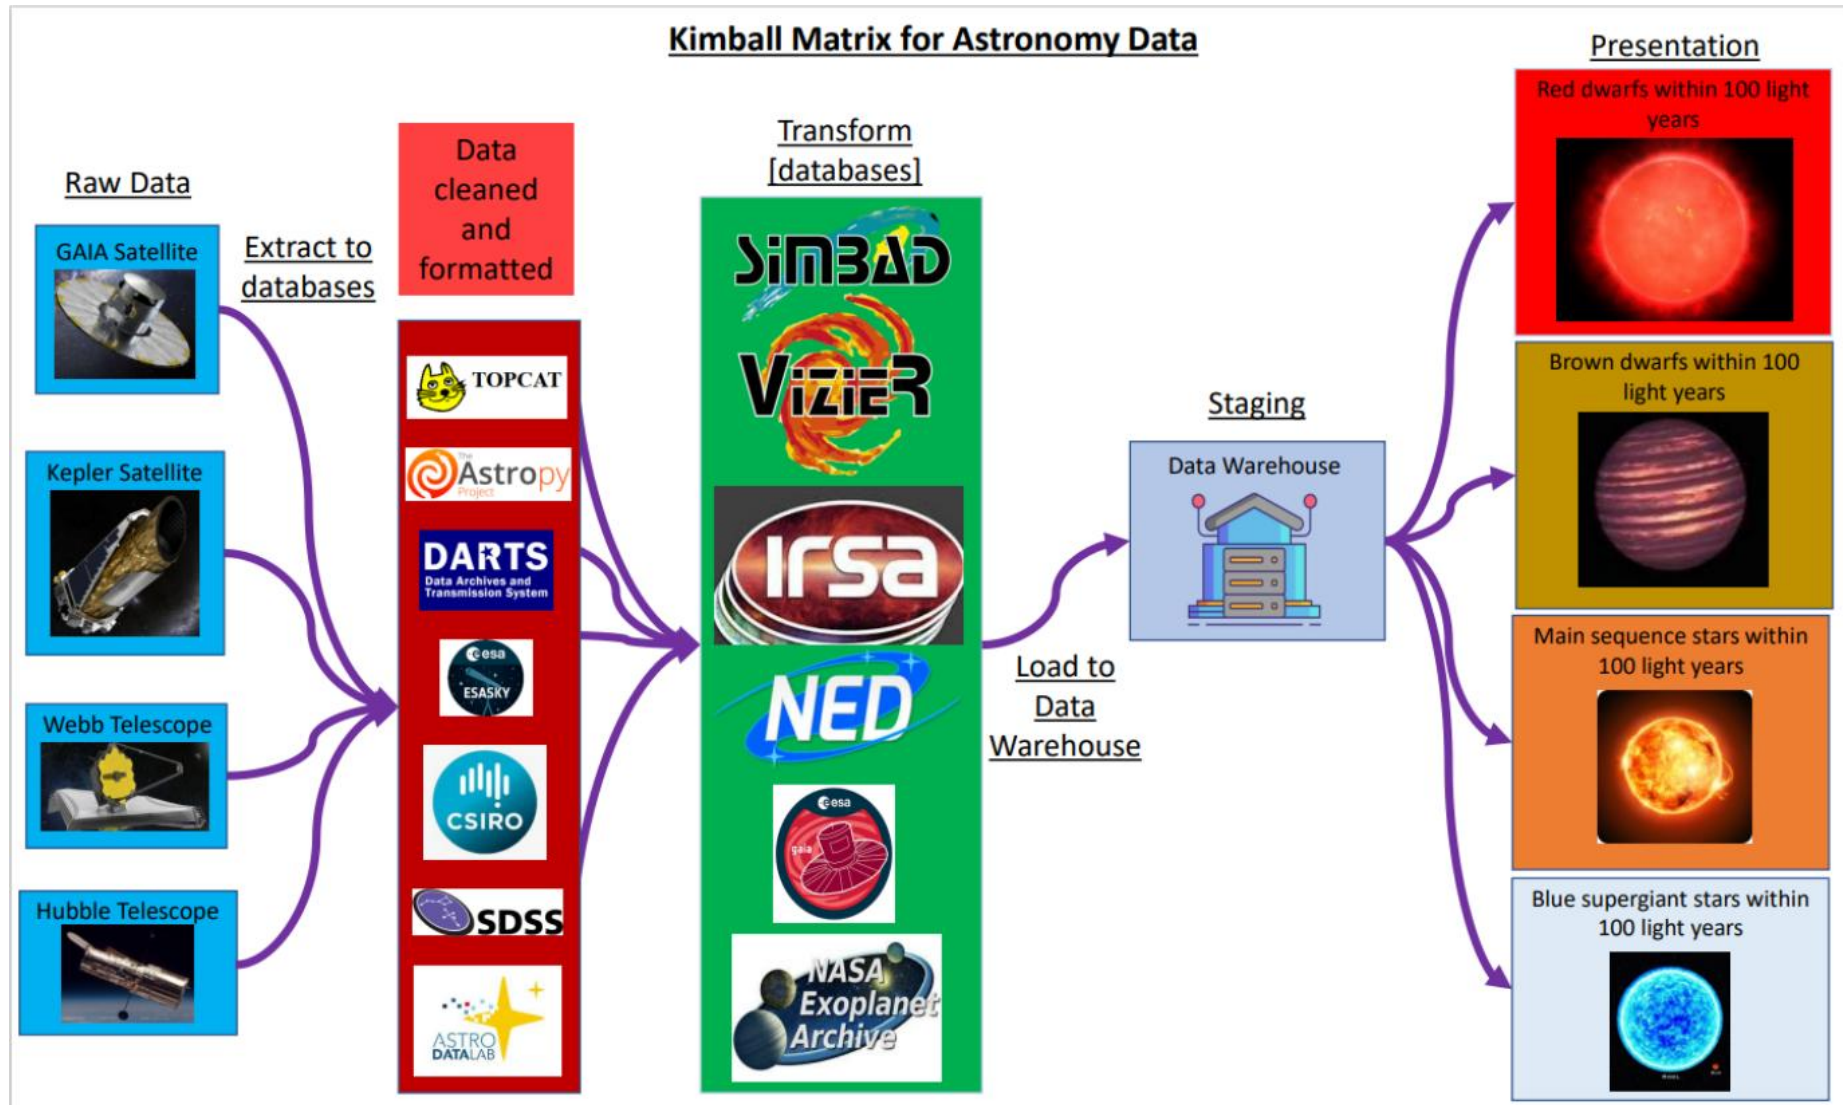 Kimball Matrix for Astronomy Data
Raw Data
GAIA Satellite
Kepler Satellite
Webb Telescope
Hubble Telescope
Extract to
databases
Data
cleaned
and
formatted
TOPCAT
The
Astropy
Project
DARTS
Data Archives and
Transmission System
esa
ESASKY
CSIRO
SDSS
ASTRO
DATALAB
Transform
[databases]
SiMBAD
VizieR
irsa
NED
esa
gaia
NASA
Exoplanet
Archive
Load to
Data
Warehouse
Staging
Data Warehouse
Presentation
Red dwarfs within 100 light
years
Brown dwarfs within 100
light years
Main sequence stars within
100 light years
Blue supergiant stars within
100 light years